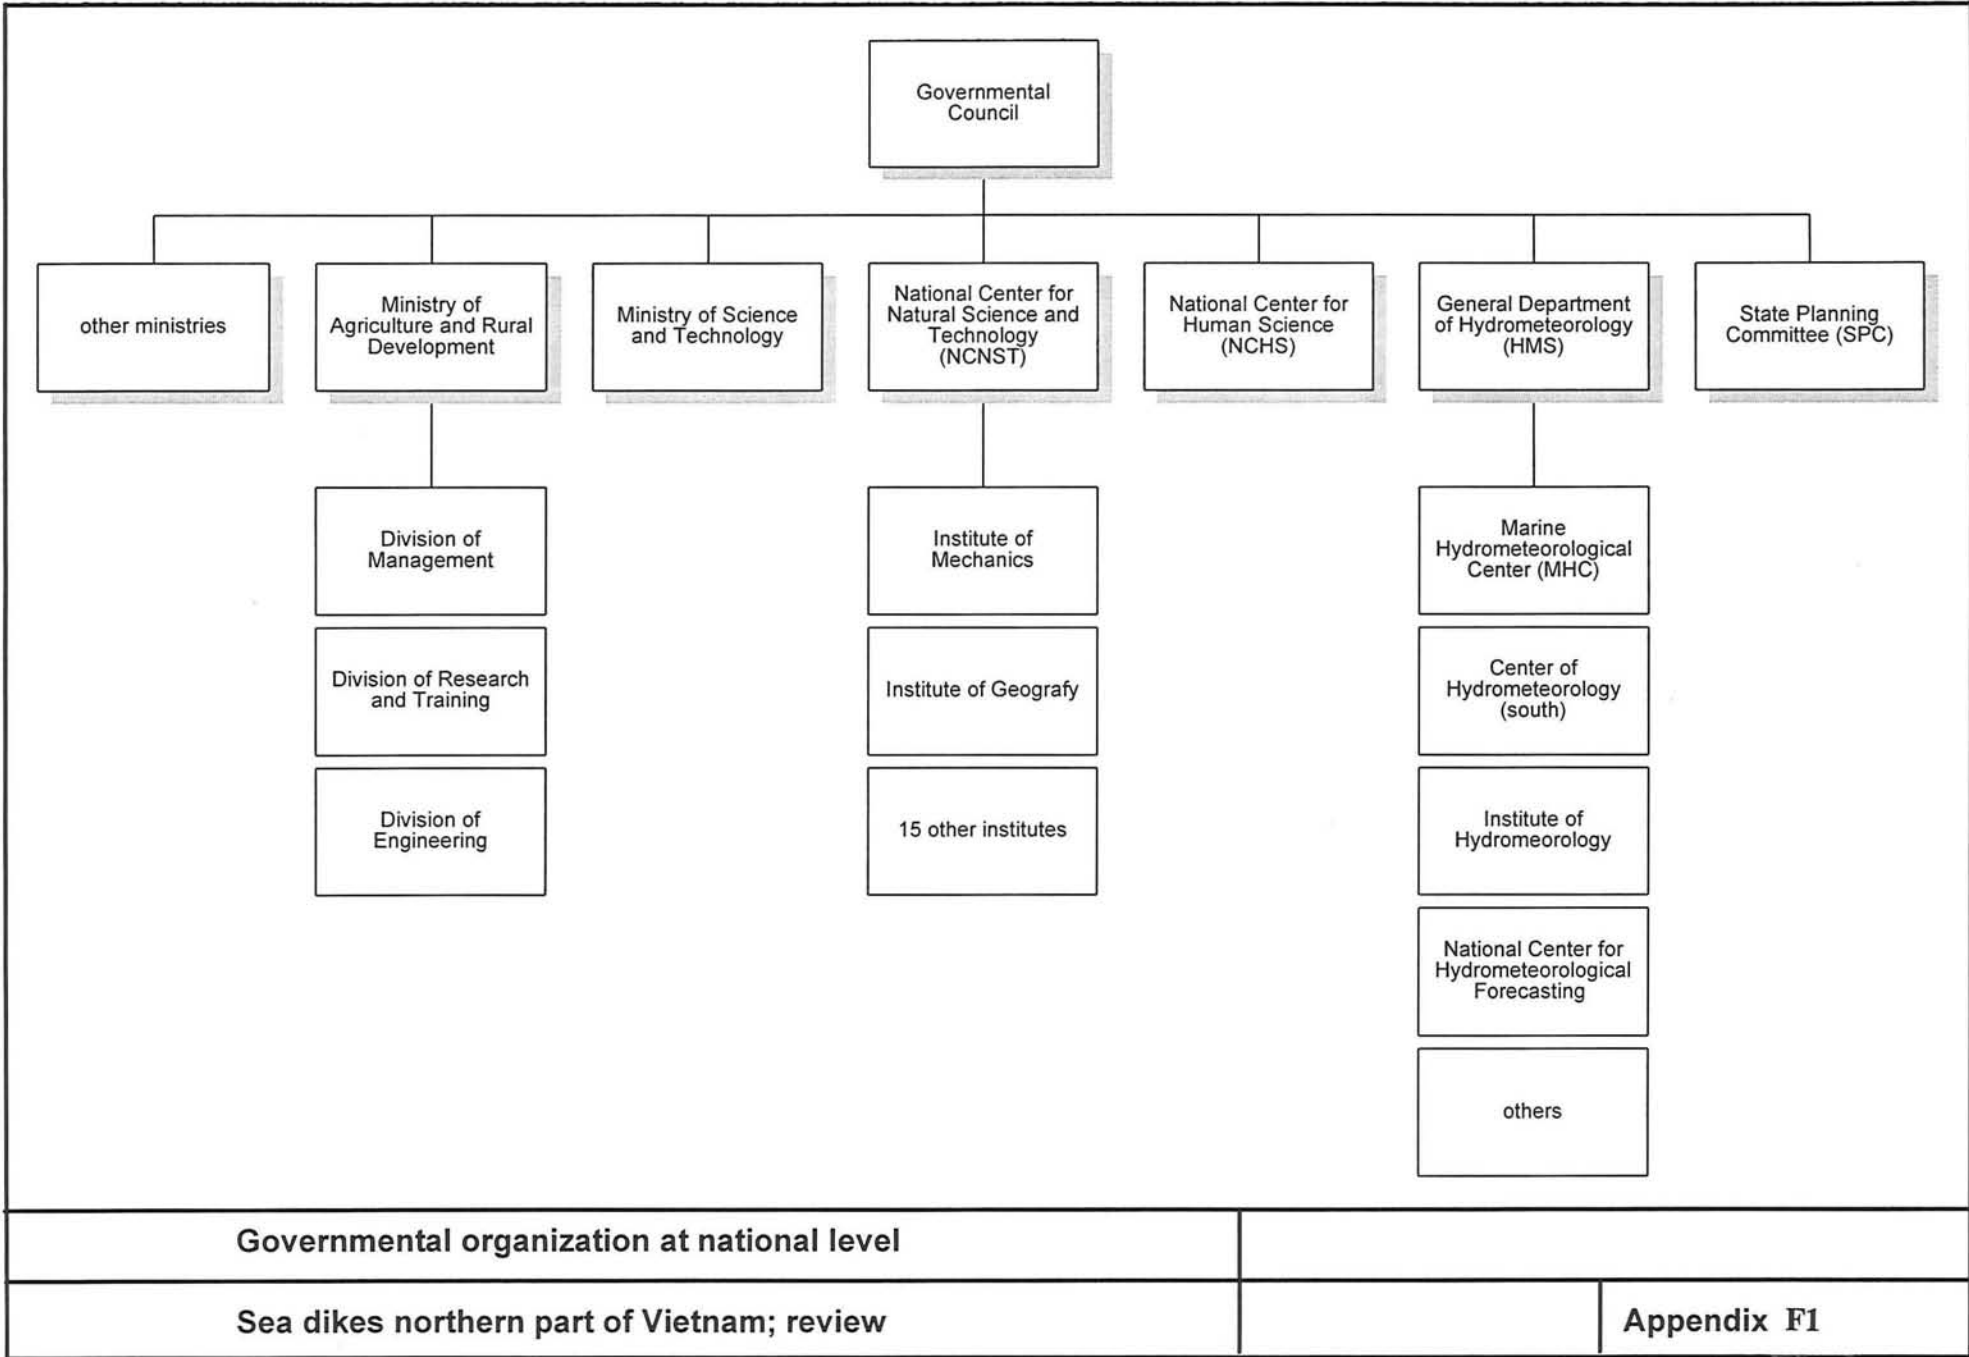 Governmental
Council
other ministries
Ministry of
Agriculture and Rural
Development
Ministry of Science
and Technology
National Center for
Natural Science and
Technology
(NCNST)
National Center for
Human Science
(NCHS)
General Department
of Hydrometeorology
(HMS)
State Planning
Committee (SPC)
Division of
Management
Division of Research
and Training
Division of
Engineering
Institute of
Mechanics
Institute of Geografy
15 other institutes
Marine
Hydrometeorological
Center (MHC)
Center of
Hydrometeorology
(south)
Institute of
Hydromeorology
National Center for
Hydrometeorological
Forecasting
others
Governmental organization at national level
Sea dikes northern part of Vietnam; review
Appendix F1